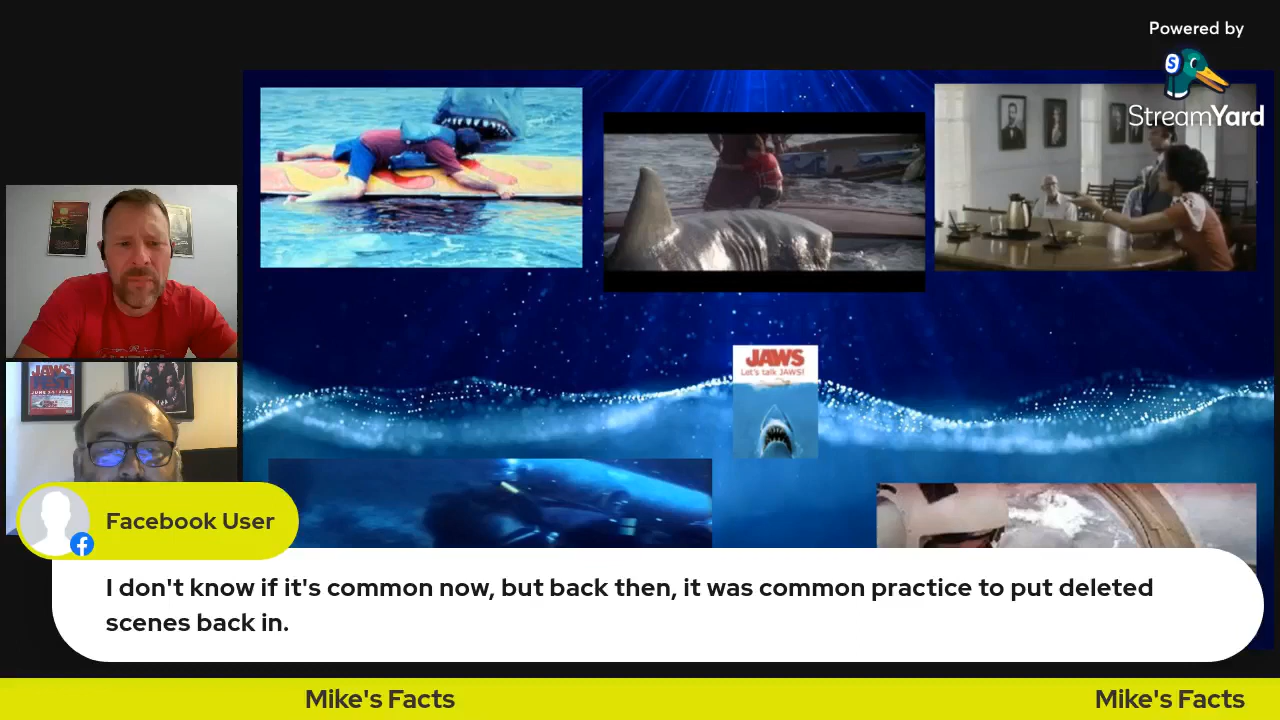 Powered by
StreamYard
JAWS
Let's talk JAWS!
JAWS
Facebook User
I don't know if it's common now, but back then, it was common practice to put deleted
scenes back in.
Mike's Facts
Mike's Facts